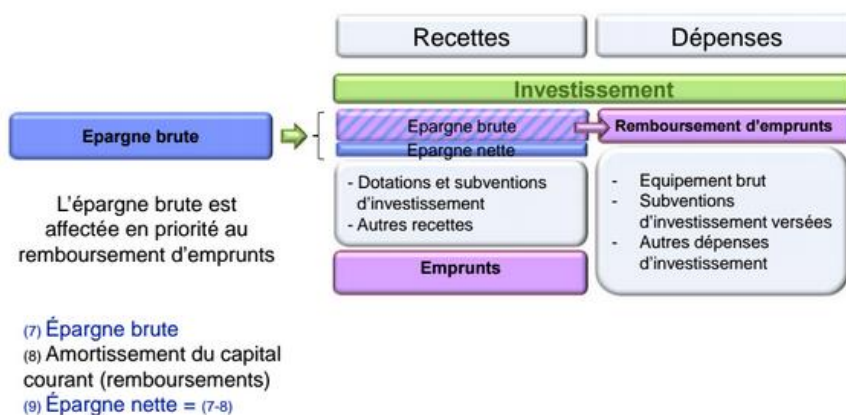 Recettes
Dépenses
Investissement
Epargne brute
Epargne brute
Remboursement d'emprunts
Epargne nette
L'épargne brute est
affectée en priorité au
remboursement d'emprunts
- Dotations et subventions
d'investissement
- Autres recettes
- Equipement brut
- Subventions
d'investissement versées
- Autres dépenses
d'investissement
Emprunts
(7) Épargne brute
(8) Amortissement du capital
courant (remboursements)
(9) Épargne nette = (7-8)